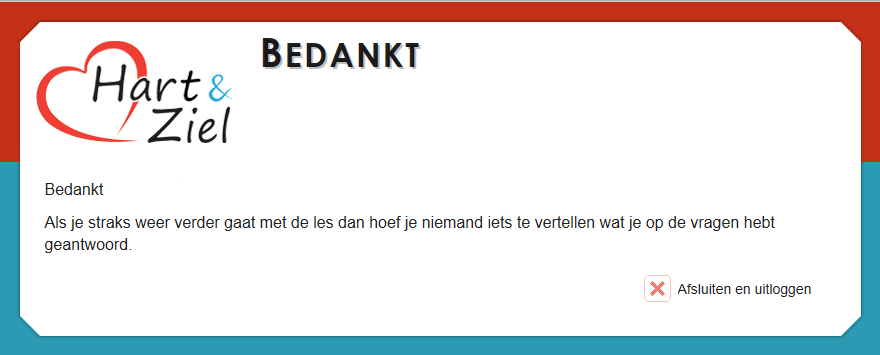 Hart &
Ziel
BEDANKT
Bedankt
Als je straks weer verder gaat met de les dan hoef je niemand iets te vertellen wat je op de vragen hebt
geantwoord.
Afsluiten en uitloggen